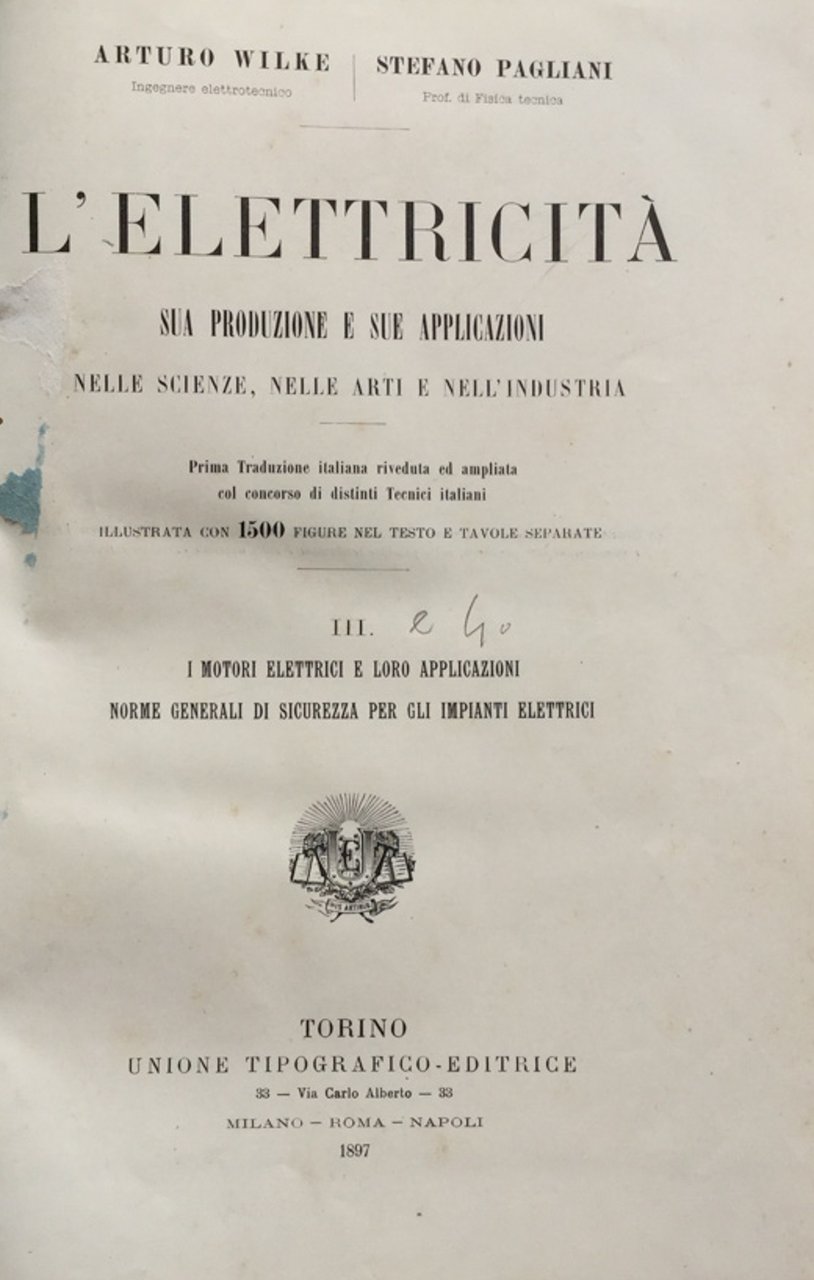 ARTURO WILKE
Ingegnere elettrotecnico
STEFANO PAGLIANI
Prof. di Fisica tecnica
L'ELETTRICITÀ
SUA PRODUZIONE E SUE APPLICAZIONI
NELLE SCIENZE, NELLE ARTI E NELL'INDUSTRIA
Prima Traduzione italiana riveduta ed ampliata
col concorso di distinti Tecnici italiani
ILLUSTRATA CON 1500 FIGURE NEL TESTO E TAVOLE SEPARATE
III. e 4º
I MOTORI ELETTRICI E LORO APPLICAZIONI
NORME GENERALI DI SICUREZZA PER GLI IMPIANTI ELETTRICI
TORINO
UNIONE TIPOGRAFICO-EDITRICE
33 — Via Carlo Alberto — 33
MILANO — ROMA — NAPOLI
1897